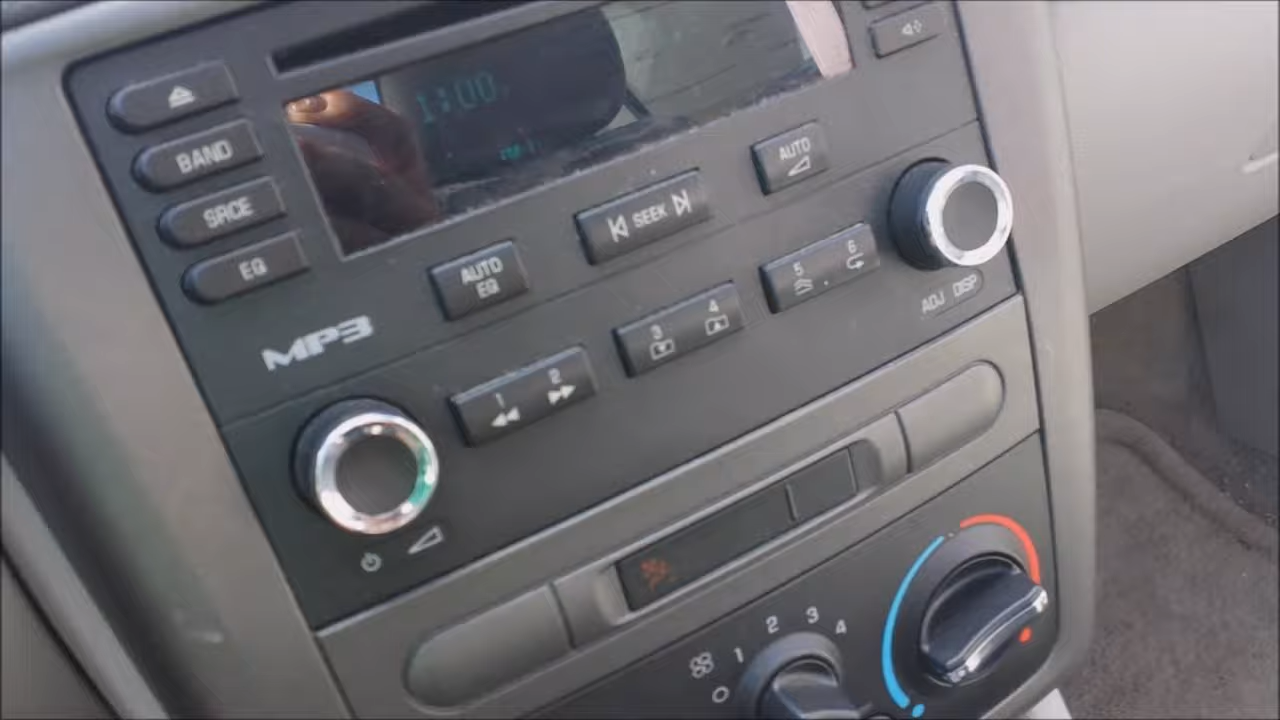 1:00
BAND
SRCE
EQ
AUTO
SEEK
AUTO
EQ
5 6
ADJ DISP
3 4
MP3
1 2
1 2 3 4